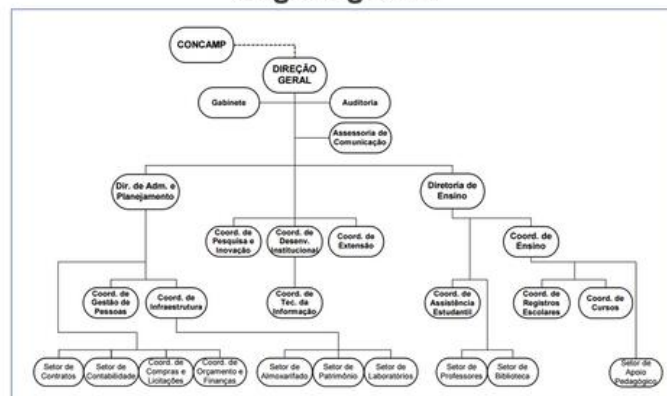 CONCAMP
DIREÇÃO
GERAL
Gabinete
Auditoria
Assessoria de
Comunicação
Dir. de Adm. e
Planejamento
Diretoria de
Ensino
Coord. de
Pesquisa e
Inovação
Coord. de
Desenv.
Institucional
Coord. de
Extensão
Coord. de
Ensino
Coord. de
Gestão de
Pessoas
Coord. de
Infraestrutura
Coord. de
Tec. da
Informação
Coord. de
Assistência
Estudantil
Coord. de
Registros
Escolares
Coord. de
Cursos
Setor de
Contratos
Setor de
Contabilidade
Coord. de
Compras e
Licitações
Coord. de
Orçamento e
Finanças
Setor de
Almoxarifado
Setor de
Patrimônio
Setor de
Laboratórios
Setor de
Professores
Setor de
Biblioteca
Setor de
Apoio
Pedagógico